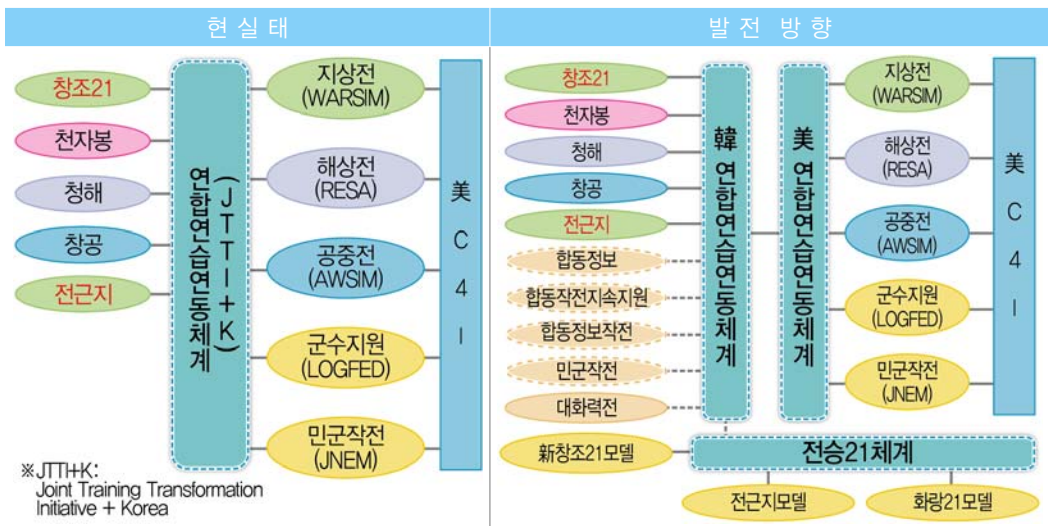 현 실 태
창조21
천자봉
청해
창공
전근지
연합연습연동체계
(JTTI+K)
지상전
(WARSIM)
해상전
(RESA)
공중전
(AWSIM)
군수지원
(LOGFED)
민군작전
(JNEM)
美 C 4 I
※JTTI+K:
Joint Training Transformation
Initiative + Korea
발 전 방 향
창조21
천자봉
청해
창공
전근지
합동정보
합동작전지속지원
합동정보작전
민군작전
대화력전
韓 연합연습연동체계
美 연합연습연동체계
지상전
(WARSIM)
해상전
(RESA)
공중전
(AWSIM)
군수지원
(LOGFED)
민군작전
(JNEM)
美 C 4 I
新창조21모델
전승21체계
전근지모델
화랑21모델